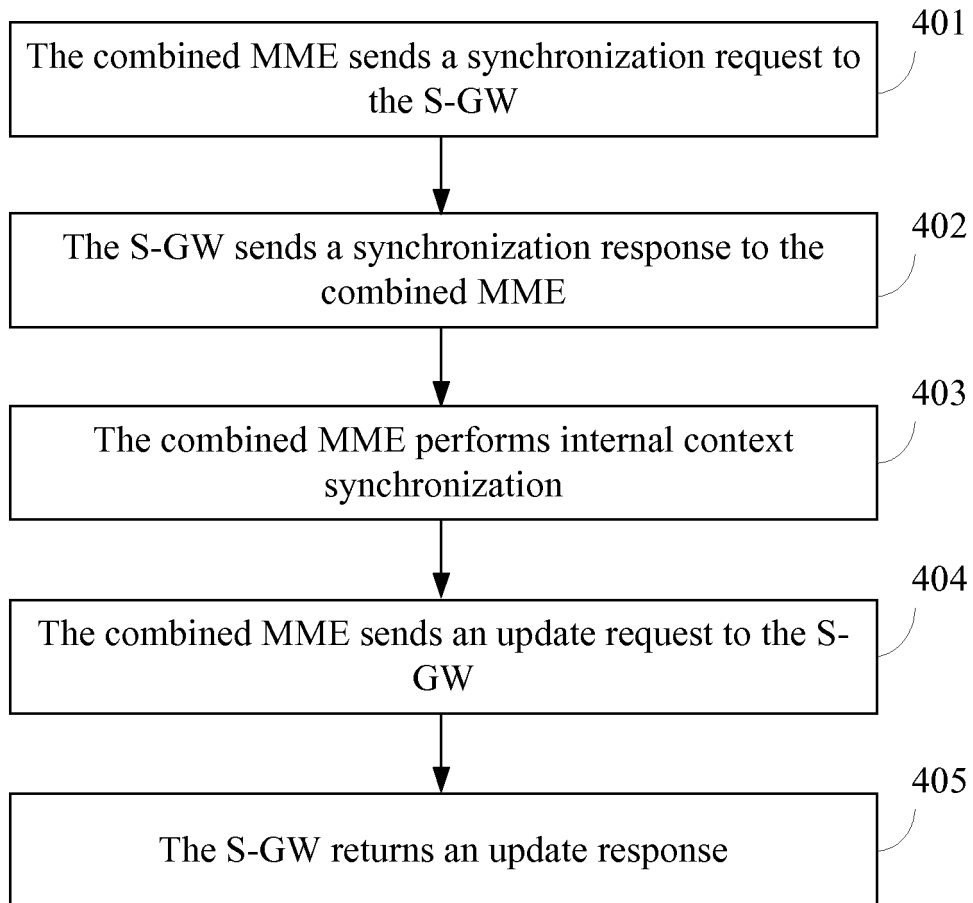 401
The combined MME sends a synchronization request to
the S-GW
402
The S-GW sends a synchronization response to the
combined MME
403
The combined MME performs internal context
synchronization
404
The combined MME sends an update request to the S-
GW
405
The S-GW returns an update response